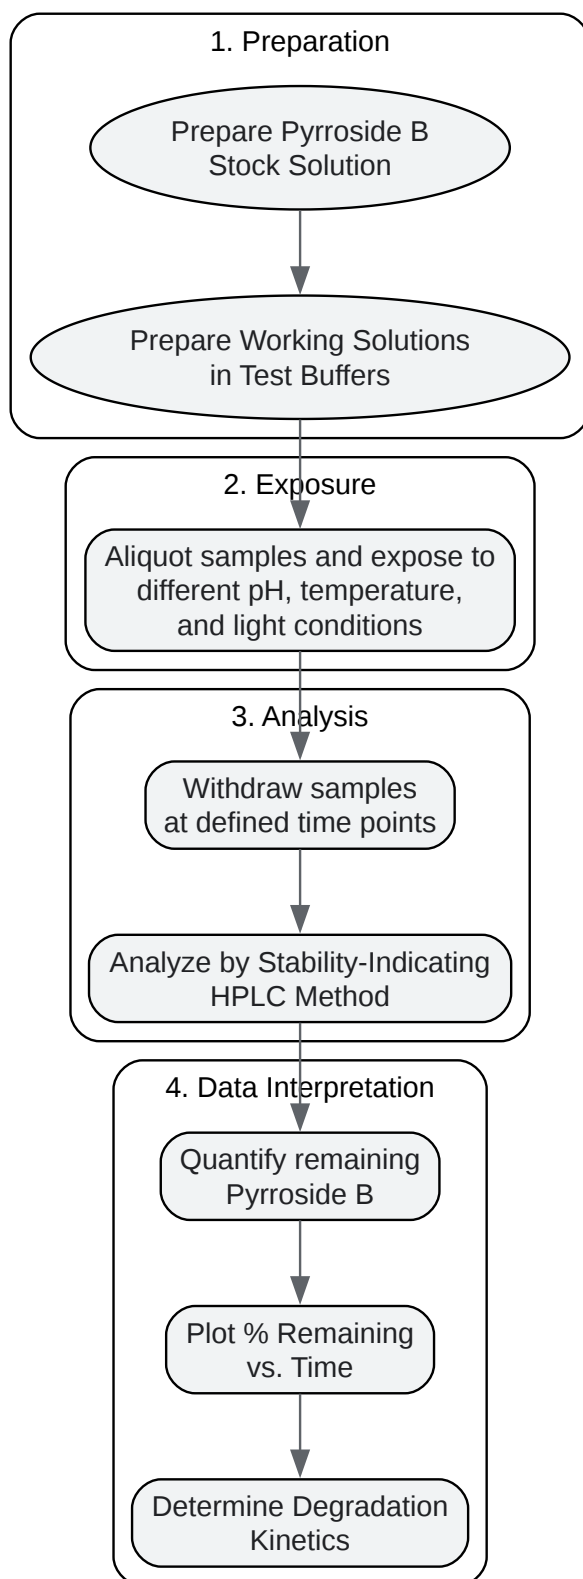 1. Preparation
Prepare Pyrroside B
Stock Solution
Prepare Working Solutions
in Test Buffers
2. Exposure
Aliquot samples and expose to
different pH, temperature,
and light conditions
3. Analysis
Withdraw samples
at defined time points
Analyze by Stability-Indicating
HPLC Method
4. Data Interpretation
Quantify remaining
Pyrroside B
Plot % Remaining
vs. Time
Determine Degradation
Kinetics